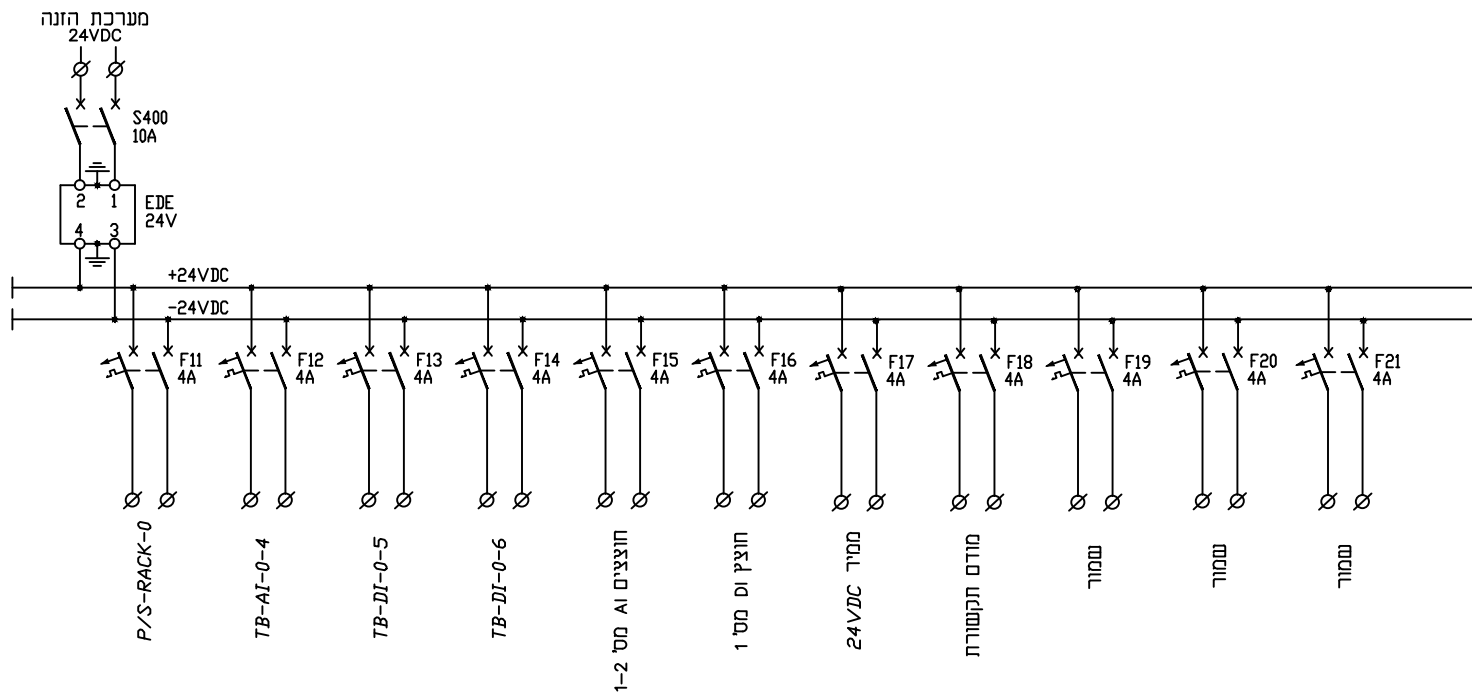 מערכת הזנה
24VDC
S400
10A
2 1
EDE
24V
4 3
+24VDC
-24VDC
F11
4A
F12
4A
F13
4A
F14
4A
F15
4A
F16
4A
F17
4A
F18
4A
F19
4A
F20
4A
F21
4A
P/S-RACK-0
TB-AI-0-4
TB-DI-0-5
TB-DI-0-6
חוצצים AI מס' 1-2
חוצץ DI מס' 1
ממיר 24VDC
מודם תקשורת
שמור
שמור
שמור